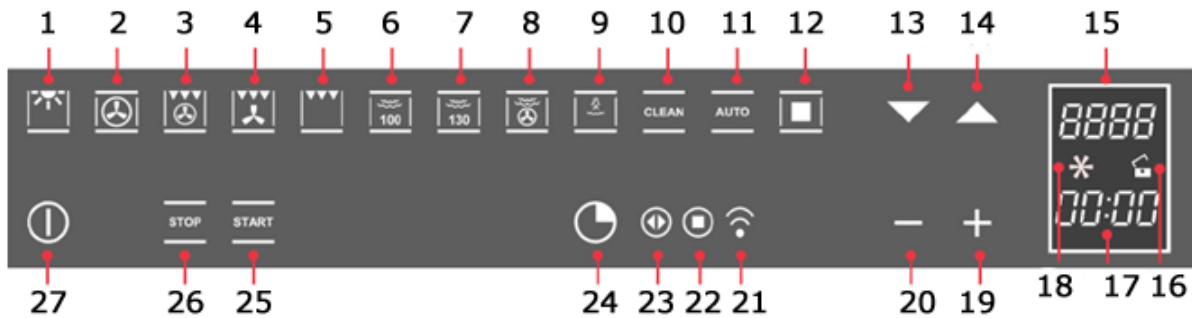 1 2 3 4 5 6 7 8 9 10 11 12 13 14 15
100 130 CLEAN AUTO 8888
STOP START 00:00
27 26 25 24 23 22 21 20 19 18 17 16